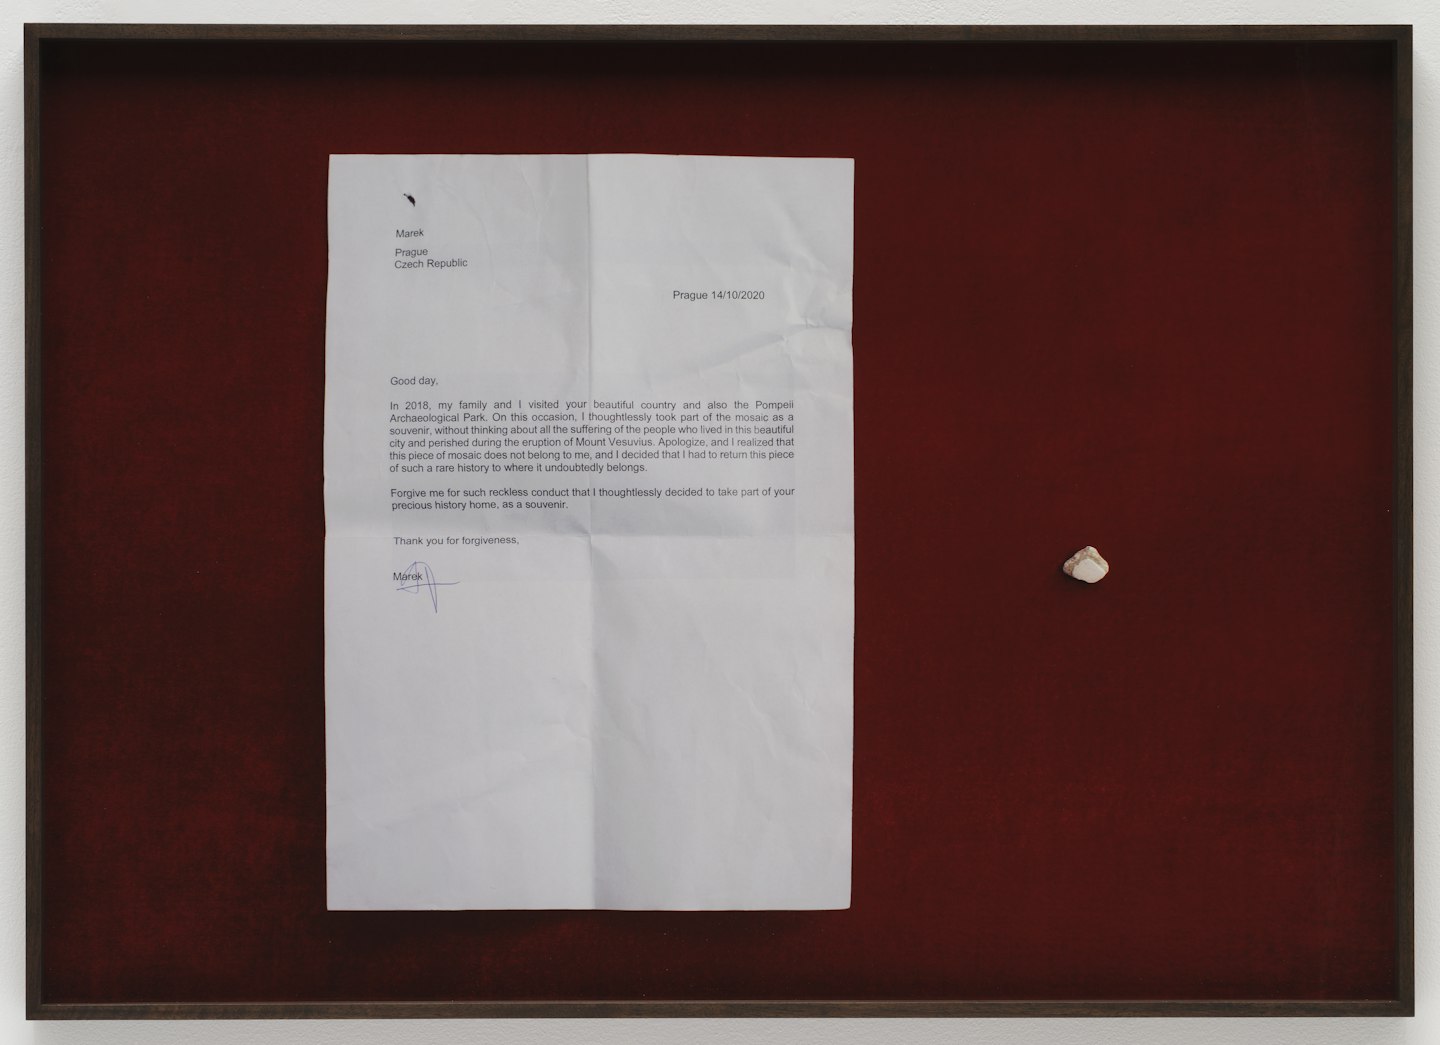 Marek
Prague
Czech Republic
Prague 14/10/2020
Good day,
In 2018, my family and I visited your beautiful country and also the Pompeii
Archaeological Park. On this occasion, I thoughtlessly took part of the mosaic as a
souvenir, without thinking about all the suffering of the people who lived in this beautiful
city and perished during the eruption of Mount Vesuvius. Apologize, and I realized that
this piece of mosaic does not belong to me, and I decided that I had to return this piece
of such a rare history to where it undoubtedly belongs.
Forgive me for such reckless conduct that I thoughtlessly decided to take part of your
precious history home, as a souvenir.
Thank you for forgiveness,
Marek